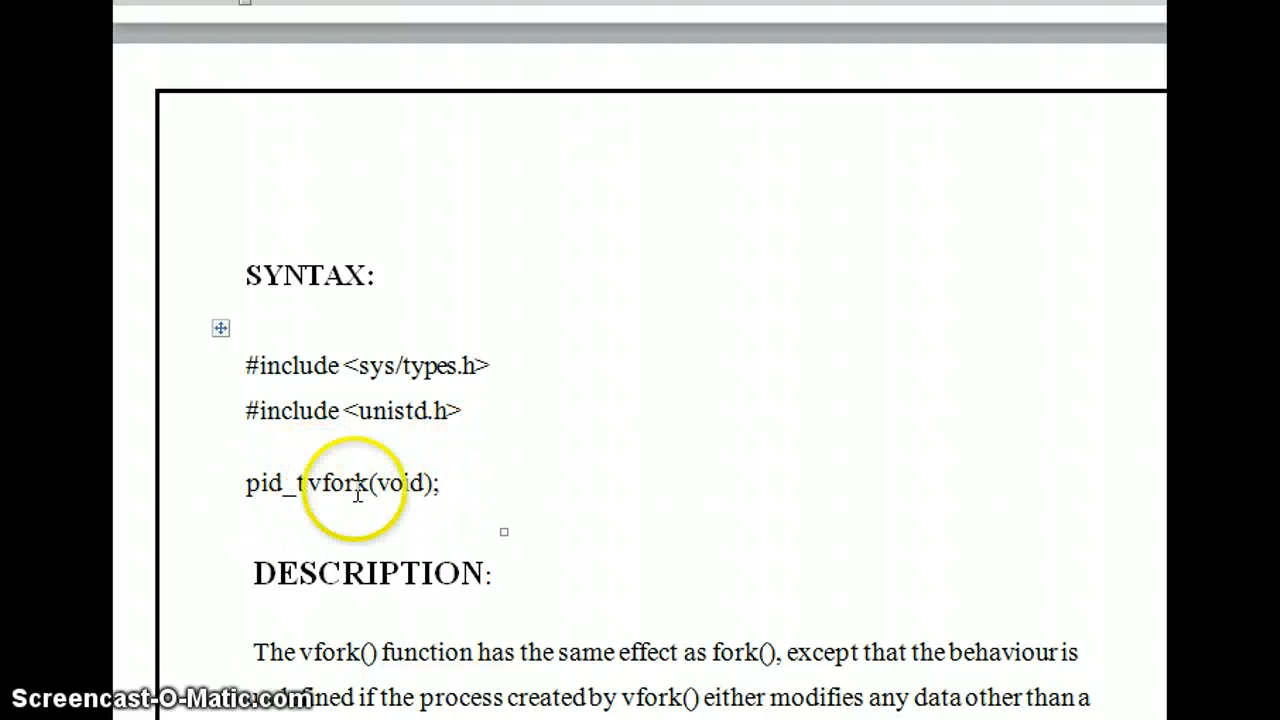 SYNTAX:
#include <sys/types.h>
#include <unistd.h>
pid_t vfork(void);
DESCRIPTION:
The vfork() function has the same effect as fork(), except that the behaviour is
if the process created by vfork() either modifies any data other than a
Screencast-O-Matic.com